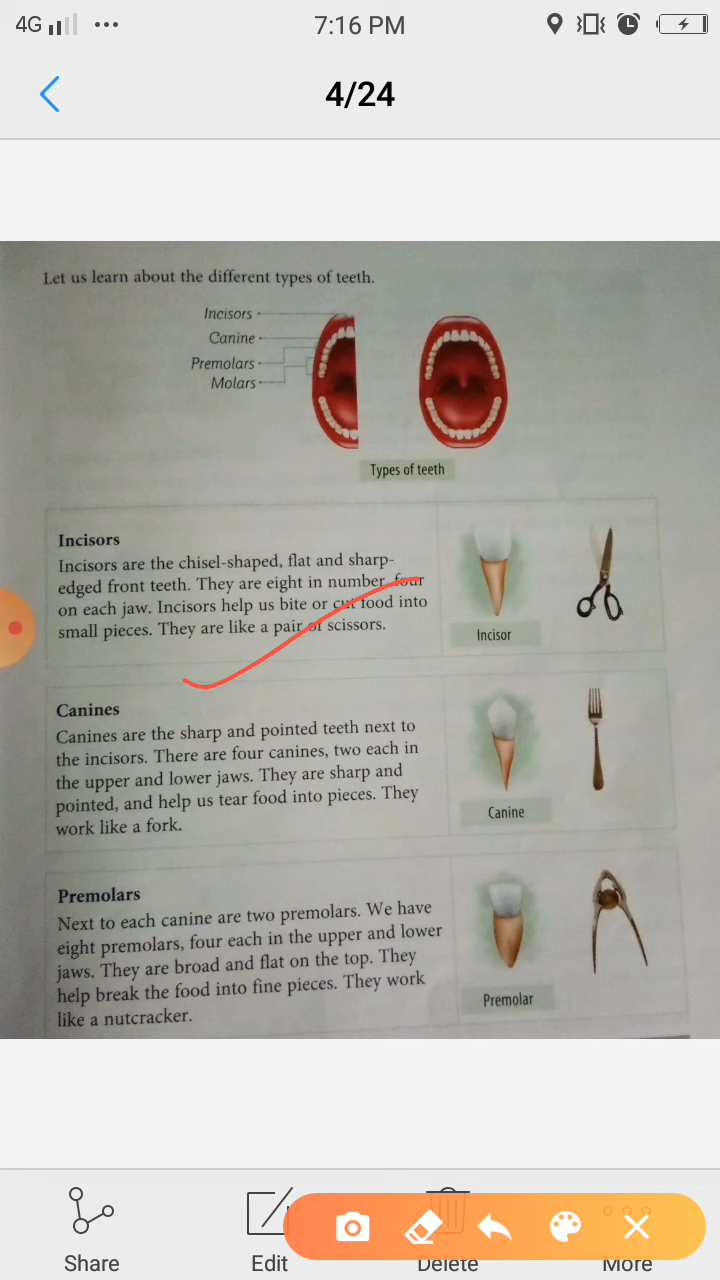 4G
7:16 PM
4/24
Let us learn about the different types of teeth.
Incisors
Canine
Premolars
Molars
Types of teeth
Incisors
Incisors are the chisel-shaped, flat and sharp-
edged front teeth. They are eight in number, four
on each jaw. Incisors help us bite or cut food into
small pieces. They are like a pair of scissors.
Incisor
Canines
Canines are the sharp and pointed teeth next to
the incisors. There are four canines, two each in
the upper and lower jaws. They are sharp and
pointed, and help us tear food into pieces. They
work like a fork.
Canine
Premolars
Next to each canine are two premolars. We have
eight premolars, four each in the upper and lower
jaws. They are broad and flat on the top. They
help break the food into fine pieces. They work
like a nutcracker.
Premolar
Share
Edit
Delete
More